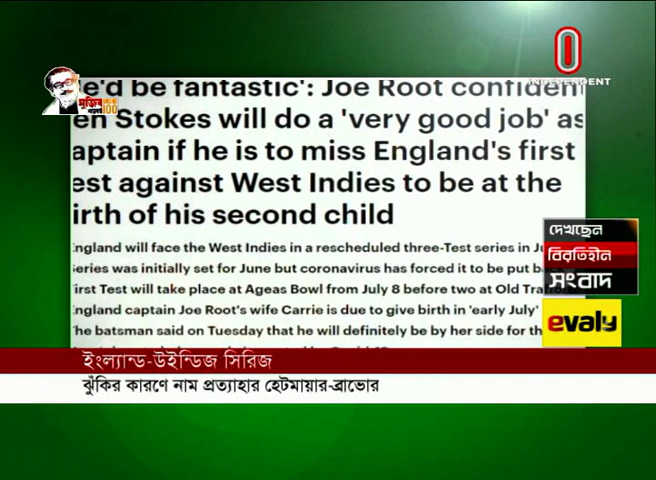 INDEPENDENT
মুজিব
100
e'd be fantastic': Joe Root confident
en Stokes will do a 'very good job' as
aptain if he is to miss England's first
est against West Indies to be at the
irth of his second child
England will face the West Indies in a rescheduled three-Test series in Ju
series was initially set for June but coronavirus has forced it to be put ba
First Test will take place at Ageas Bowl from July 8 before two at Old Traffo
England captain Joe Root's wife Carrie is due to give birth in 'early July'
The batsman said on Tuesday that he will definitely be by her side for th
দেখছেন
বিরতিহীন
সংবাদ
evaly
ইংল্যান্ড-উইন্ডিজ সিরিজ
ঝুঁকির কারণে নাম প্রত্যাহার হেটমায়ার-ব্রাভোর